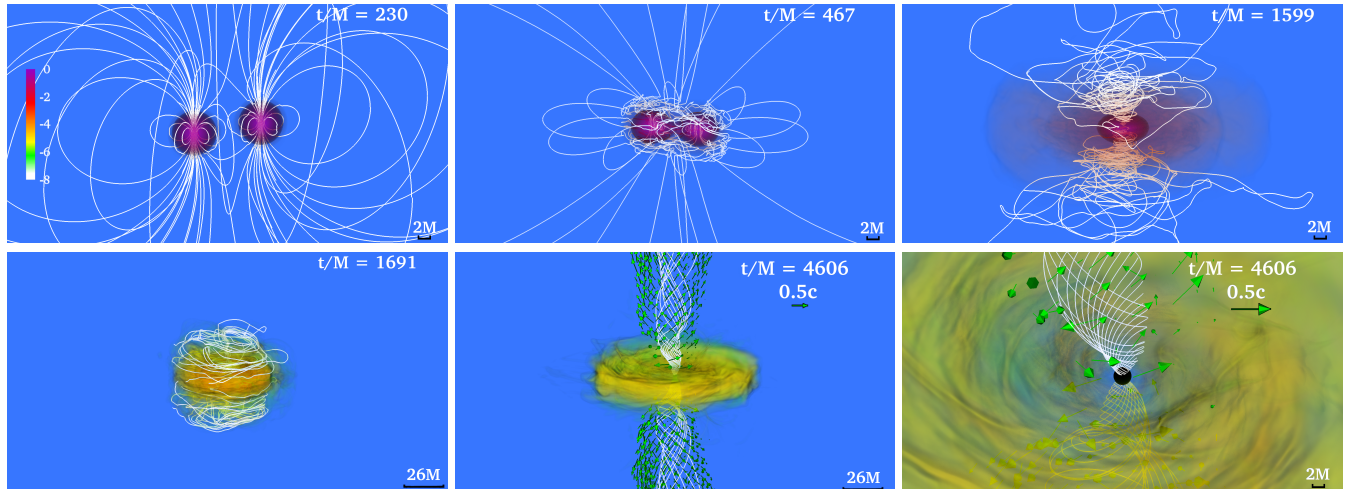 t/M = 230
0
-2
-4
-6
-8
2M
t/M = 467
2M
t/M = 1599
2M
t/M = 1691
26M
t/M = 4606
0.5c
26M
t/M = 4606
0.5c
2M